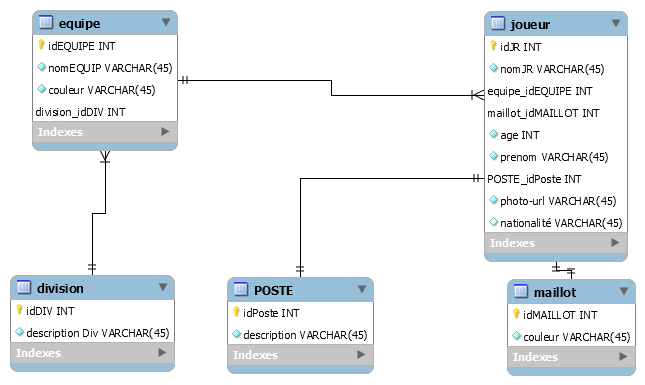 equipe
idEQUIPE INT
nomEQUIP VARCHAR(45)
couleur VARCHAR(45)
division_idDIV INT
Indexes
joueur
idJR INT
nomJR VARCHAR(45)
equipe_idEQUIPE INT
maillot_idMAILLOT INT
age INT
prenom VARCHAR(45)
POSTE_idPoste INT
photo-url VARCHAR(45)
nationalité VARCHAR(45)
Indexes
division
idDIV INT
description Div VARCHAR(45)
Indexes
POSTE
idPoste INT
description VARCHAR(45)
Indexes
maillot
idMAILLOT INT
couleur VARCHAR(45)
Indexes